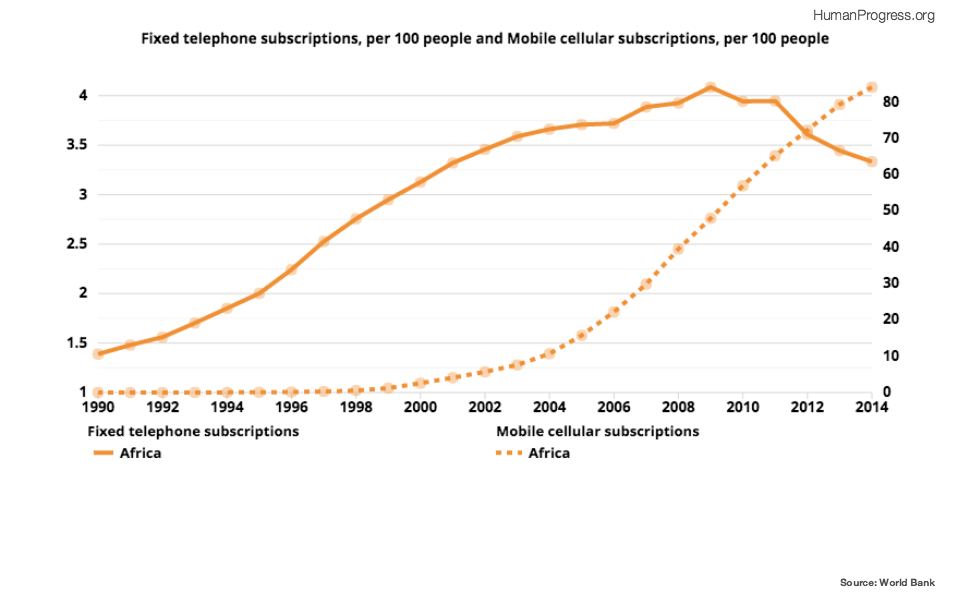 HumanProgress.org
Fixed telephone subscriptions, per 100 people and Mobile cellular subscriptions, per 100 people
4
3.5
3
2.5
2
1.5
1
80
70
60
50
40
30
20
10
0
1990 1992 1994 1996 1998 2000 2002 2004 2006 2008 2010 2012 2014
Fixed telephone subscriptions
Africa
Mobile cellular subscriptions
Africa
Source: World Bank